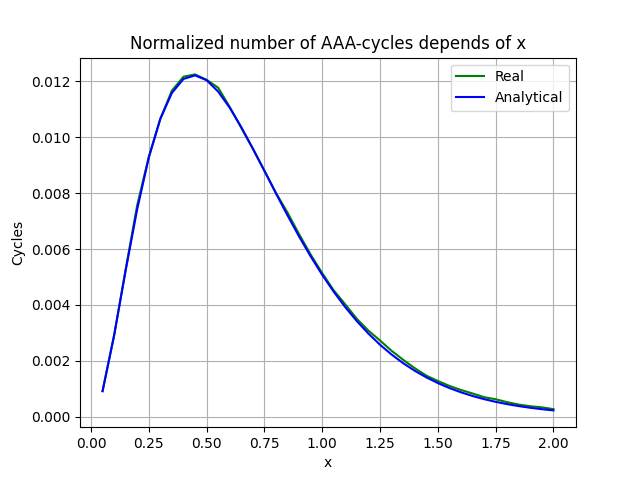 Normalized number of AAA-cycles depends of x
Real
Analytical
0.012
0.010
0.008
0.006
0.004
0.002
0.000
Cycles
0.00 0.25 0.50 0.75 1.00 1.25 1.50 1.75 2.00
x